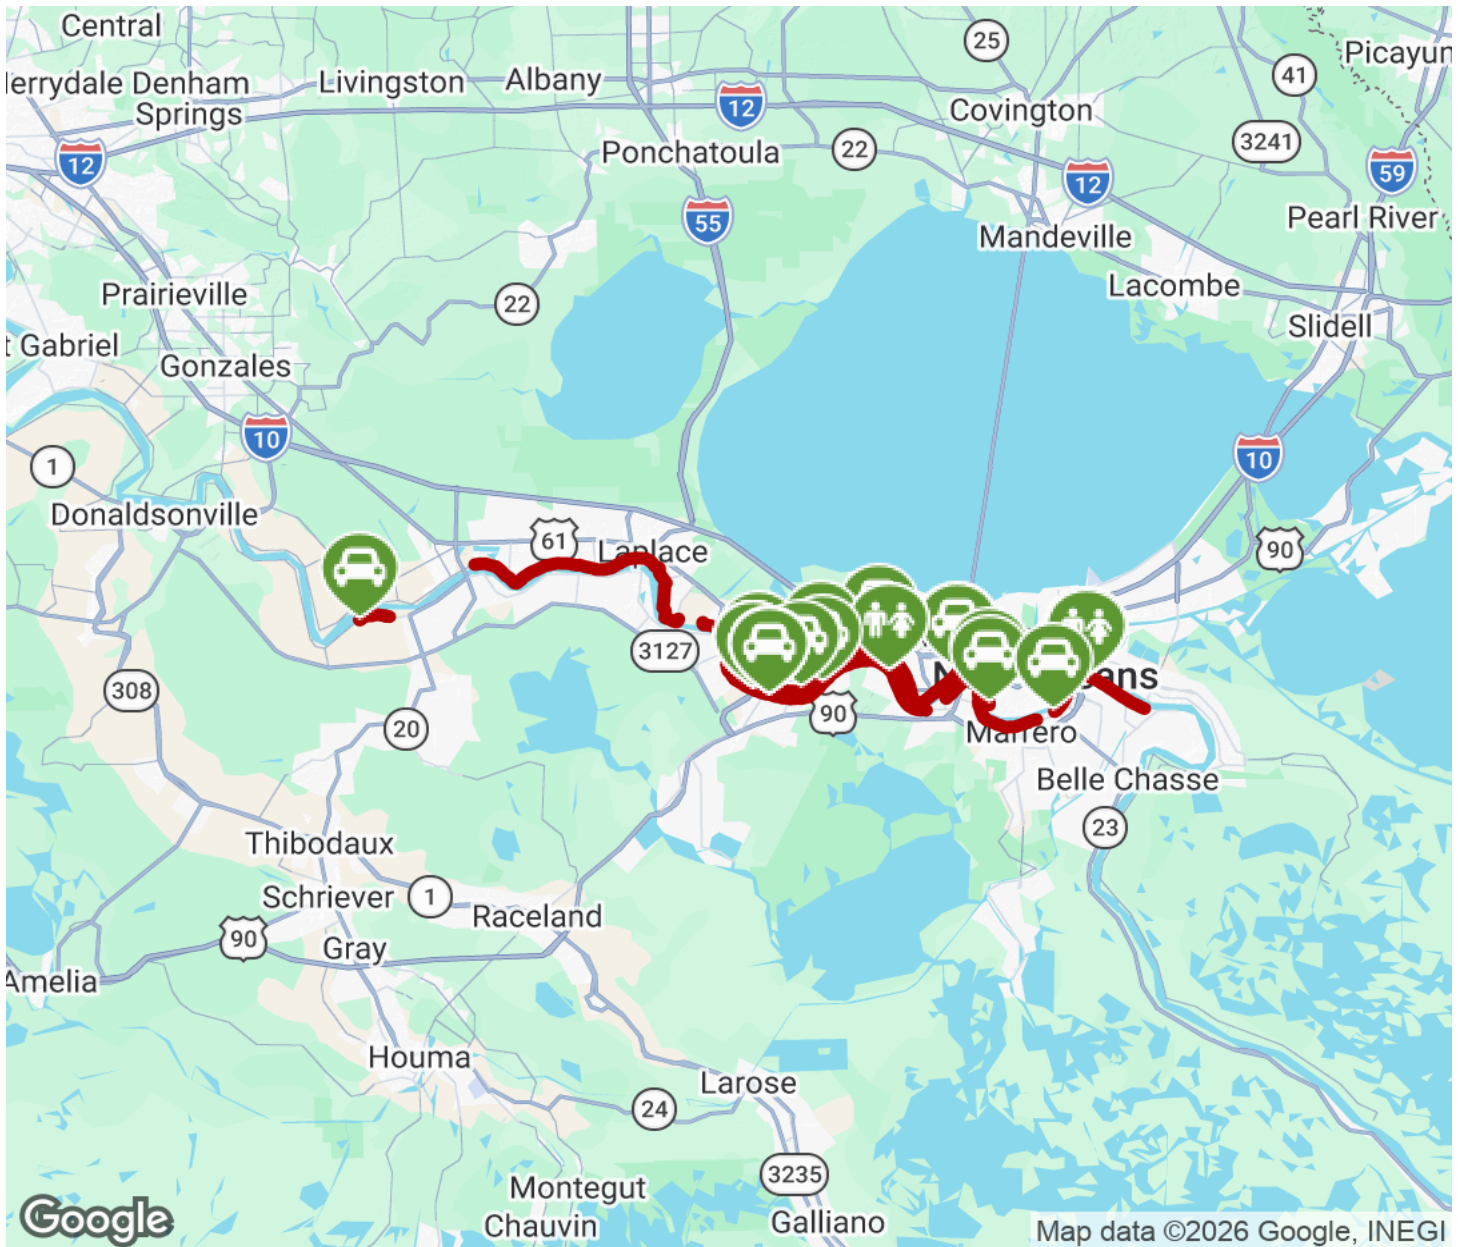 Central
25
Picayun
41
Livingston
Albany
lerrydale Denham
Springs
12
Covington
3241
12
Ponchatoula
22
12
59
55
Pearl River
Mandeville
Prairieville
22
Lacombe
Slidell
t Gabriel
Gonzales
10
10
1
Donaldsonville
61
Laplace
90
3127
308
90
20
Marrero
Belle Chasse
23
Thibodaux
Schriever
1
Raceland
90
Gray
Amelia
Houma
Larose
24
3235
Montegut
Chauvin
Galliano
Google
Map data ©2026 Google, INEGI